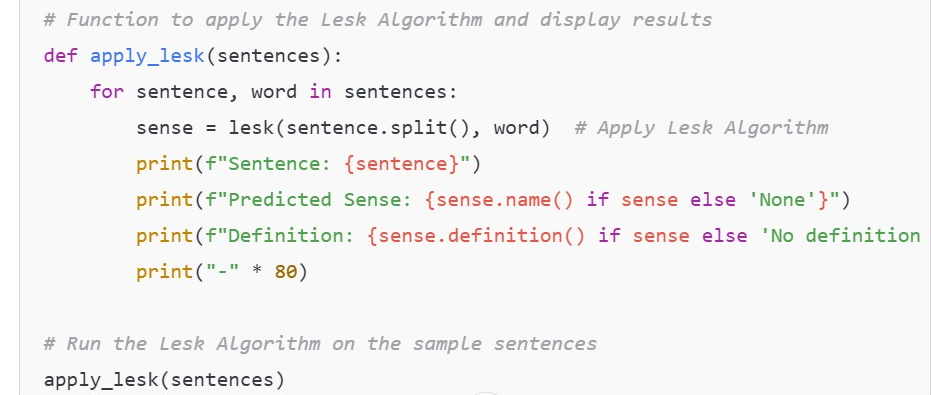 # Function to apply the Lesk Algorithm and display results
def apply_lesk(sentences):
    for sentence, word in sentences:
        sense = lesk(sentence.split(), word)  # Apply Lesk Algorithm
        print(f"Sentence: {sentence}")
        print(f"Predicted Sense: {sense.name() if sense else 'None'}")
        print(f"Definition: {sense.definition() if sense else 'No definition
        print("-" * 80)
# Run the Lesk Algorithm on the sample sentences
apply_lesk(sentences)